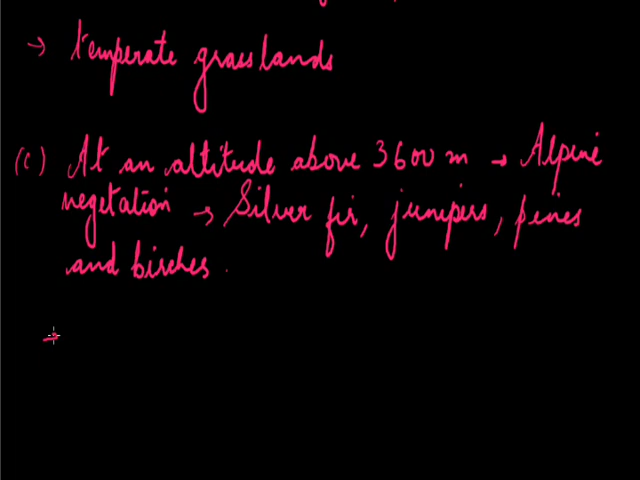 → temperate grasslands
(c) At an altitude above 3600 m → Alpine
vegetation → Silver fir, junipers, pines
and birches.